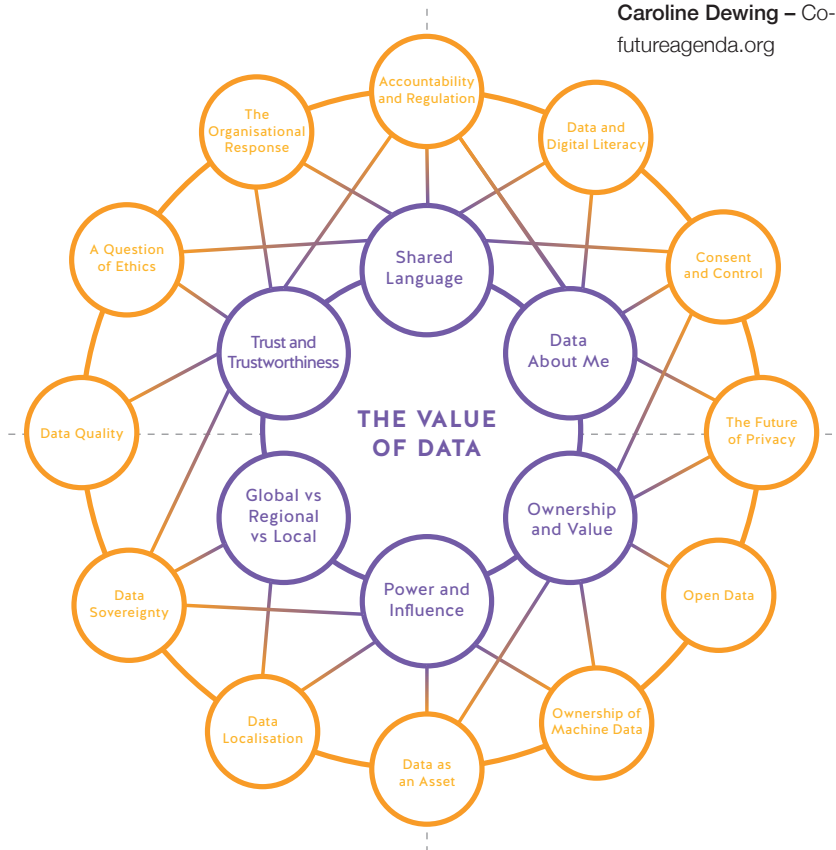 Caroline Dewing – Co-
futureagenda.org
Accountability
and Regulation
The
Organisational
Response
Data and
Digital Literacy
A Question
of Ethics
Shared
Language
Consent
and Control
Trust and
Trustworthiness
Data
About Me
THE VALUE
OF DATA
Data Quality
The Future
of Privacy
Global vs
Regional
vs Local
Ownership
and Value
Data
Sovereignty
Power and
Influence
Open Data
Data
Localisation
Ownership of
Machine Data
Data as
an Asset